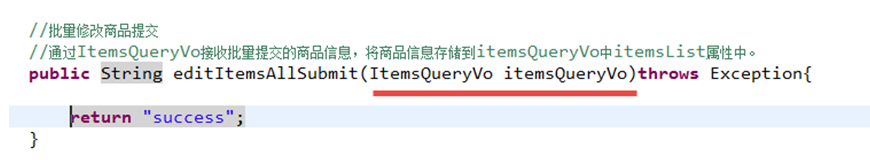 //批量修改商品提交
//通过ItemsQueryVo接收批量提交的商品信息，将商品信息存储到itemsQueryVo中itemsList属性中。
public String editItemsAllSubmit(ItemsQueryVo itemsQueryVo)throws Exception{
return "success";
}